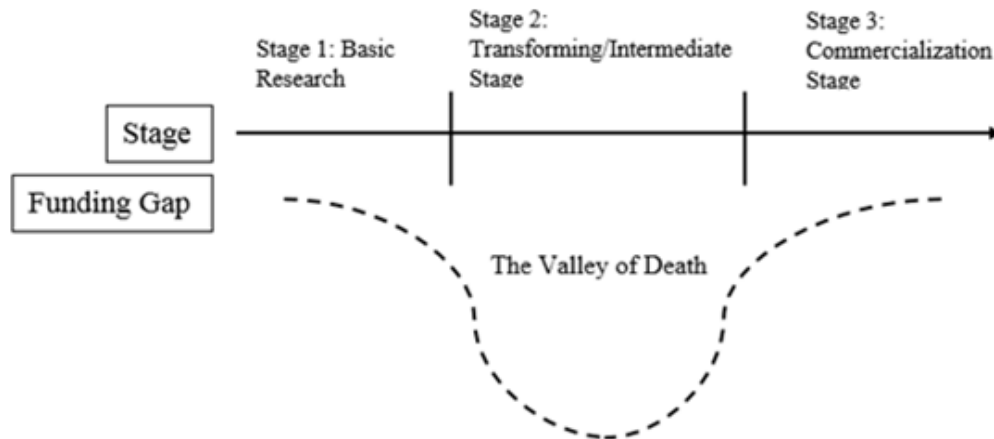 Stage 1: Basic
Research
Stage 2:
Transforming/Intermediate
Stage
Stage 3:
Commercialization
Stage
Stage
Funding Gap
The Valley of Death